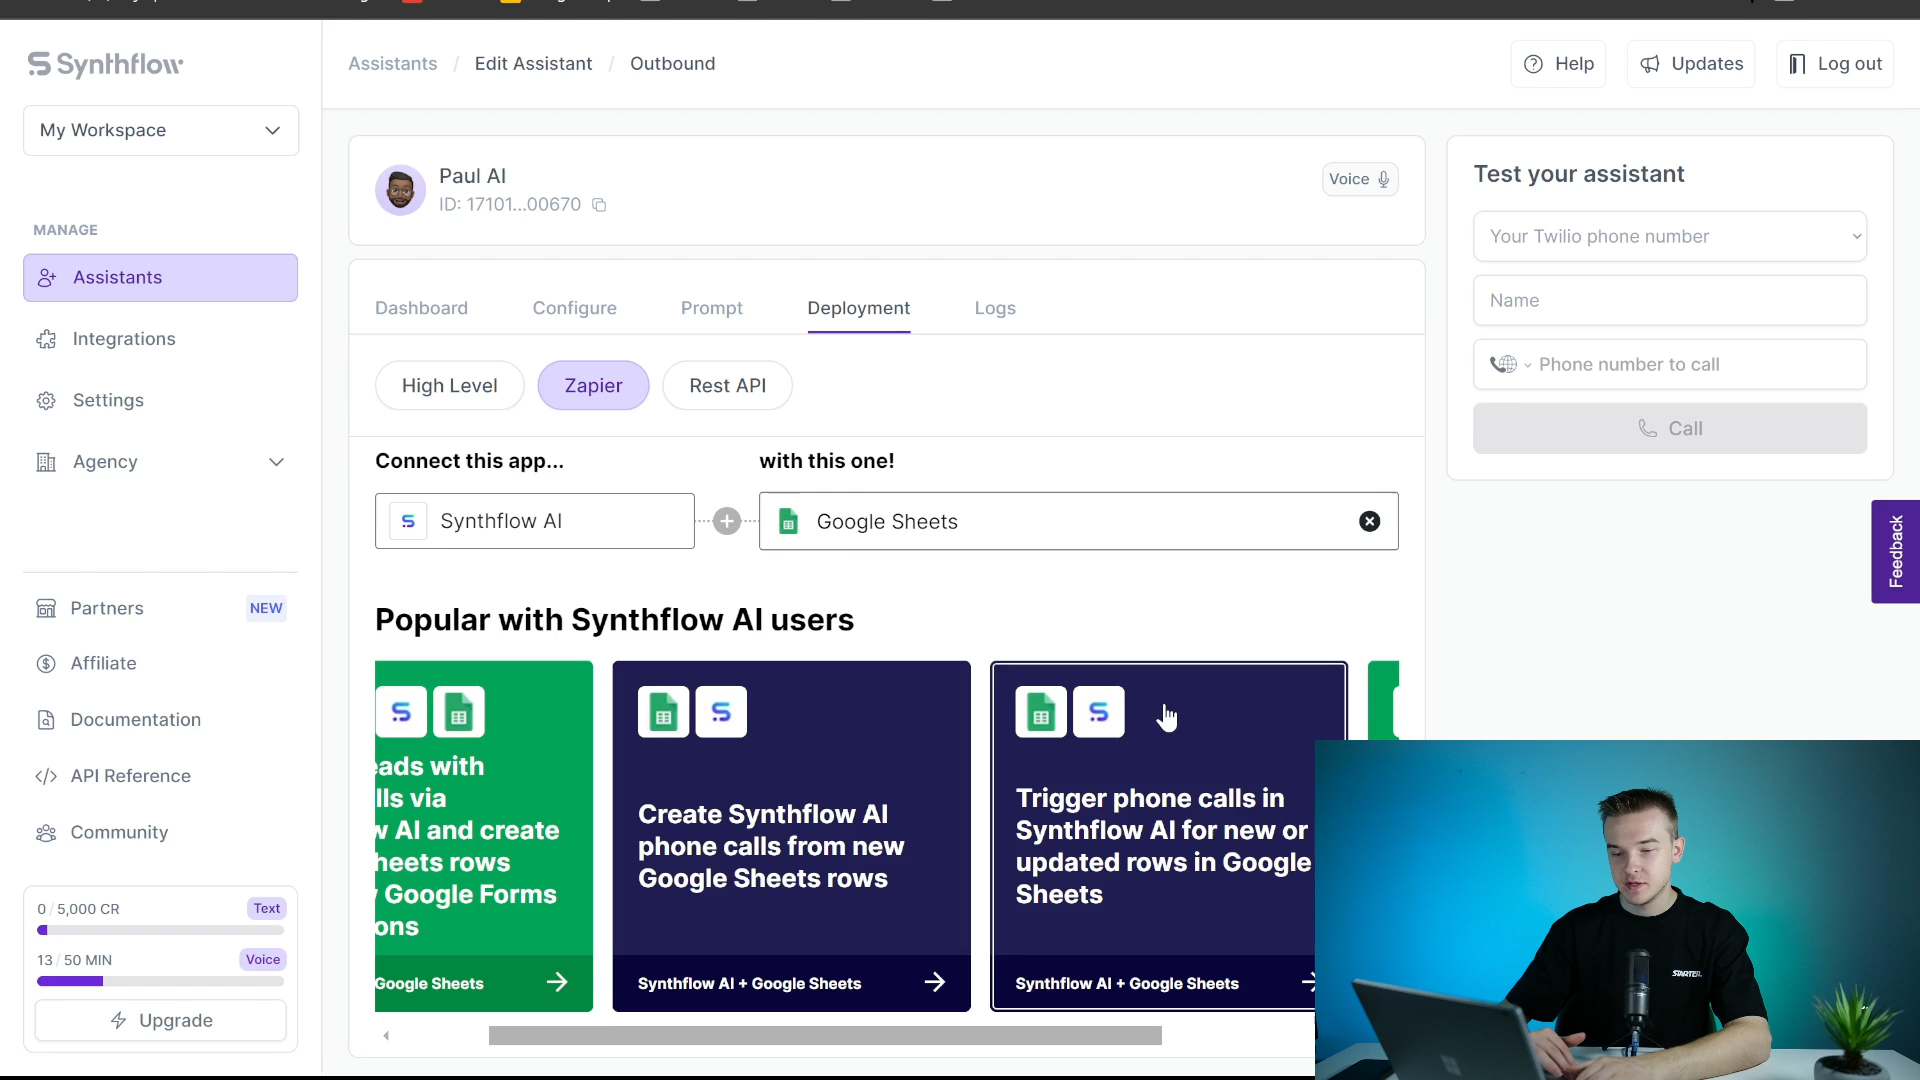 Synthflow
Assistants / Edit Assistant / Outbound
Help
Updates
Log out
My Workspace
MANAGE
Assistants
Integrations
Settings
Agency
Partners
NEW
Affiliate
Documentation
API Reference
Community
0 / 5,000 CR
Text
13 / 50 MIN
Voice
Upgrade
Paul AI
ID: 17101...00670
Voice
Dashboard
Configure
Prompt
Deployment
Logs
High Level
Zapier
Rest API
Connect this app...
with this one!
Synthflow AI
Google Sheets
Popular with Synthflow AI users
eads with
lls via
w AI and create
heets rows
Google Forms
ons
Google Sheets
Create Synthflow AI
phone calls from new
Google Sheets rows
Synthflow AI + Google Sheets
Trigger phone calls in
Synthflow AI for new or
updated rows in Google
Sheets
Synthflow AI + Google Sheets
Test your assistant
Your Twilio phone number
Name
Phone number to call
Call
Feedback
STARTER